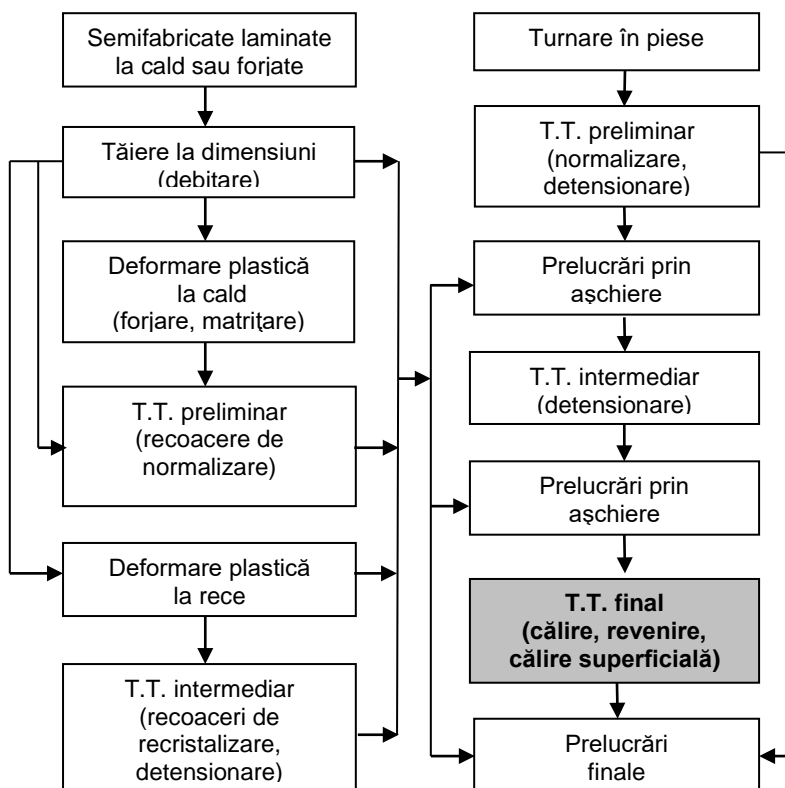 Semifabricate laminate
la cald sau forjate
Tăiere la dimensiuni
(debitare)
Deformare plastică
la cald
(forjare, matriţare)
T.T. preliminar
(recoacere de
normalizare)
Deformare plastică
la rece
T.T. intermediar
(recoaceri de
recristalizare,
detensionare)
Turnare în piese
T.T. preliminar
(normalizare,
detensionare)
Prelucrări prin
aşchiere
T.T. intermediar
(detensionare)
Prelucrări prin
aşchiere
T.T. final
(călire, revenire,
călire superficială)
Prelucrări
finale